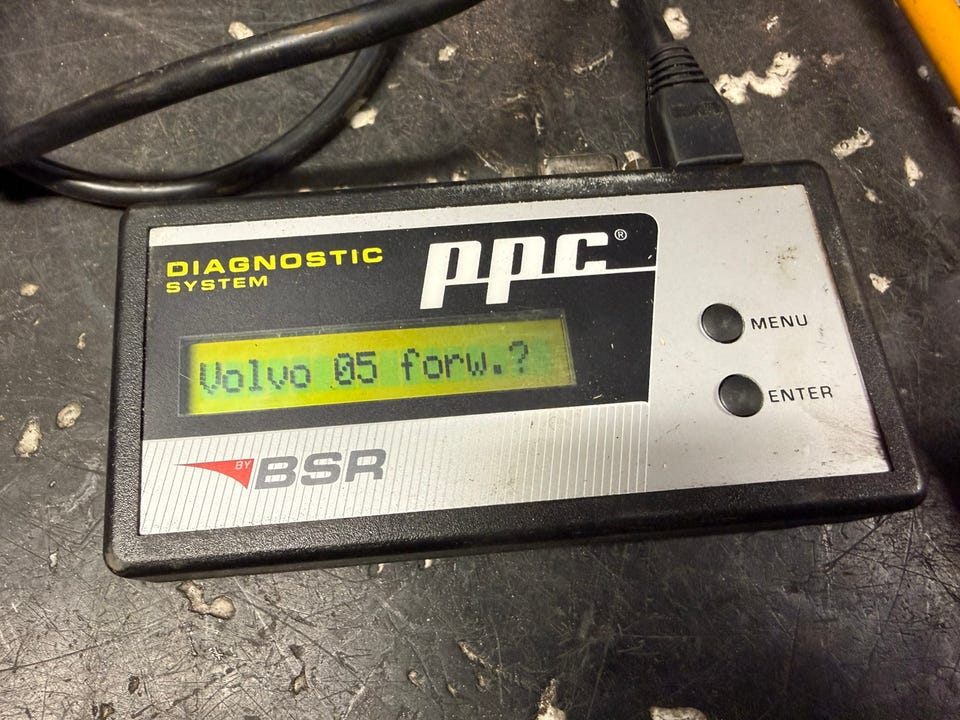 DIAGNOSTIC
SYSTEM
ppc®
Volvo 05 forw.?
MENU
ENTER
BY BSR